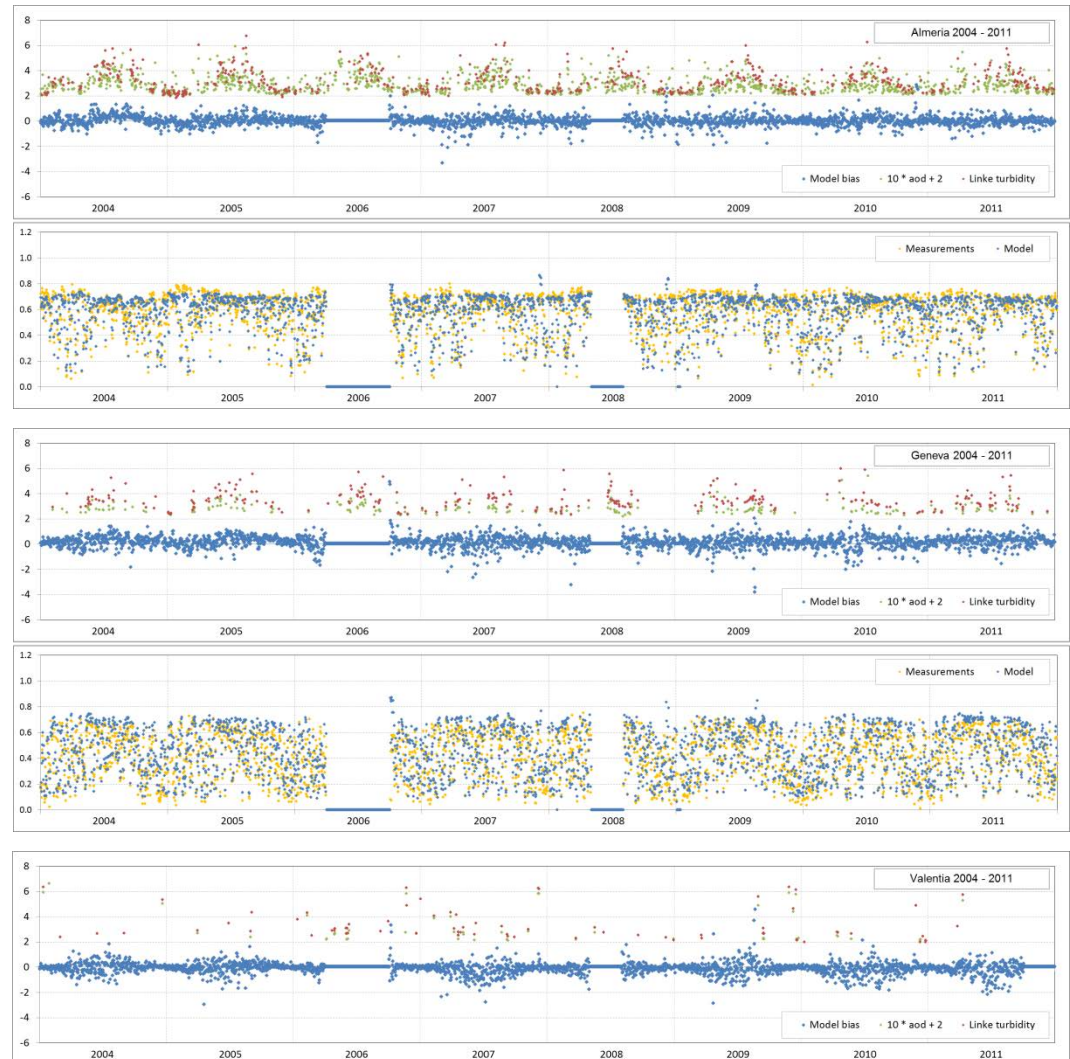 8
6
4
2
0
-2
-4
-6
Almeria 2004 - 2011
Model bias 10 * aod + 2 Linke turbidity
2004 2005 2006 2007 2008 2009 2010 2011
1.2
1.0
0.8
0.6
0.4
0.2
0.0
Measurements Model
2004 2005 2006 2007 2008 2009 2010 2011
8
6
4
2
0
-2
-4
-6
Geneva 2004 - 2011
Model bias 10 * aod + 2 Linke turbidity
2004 2005 2006 2007 2008 2009 2010 2011
1.2
1.0
0.8
0.6
0.4
0.2
0.0
Measurements Model
2004 2005 2006 2007 2008 2009 2010 2011
8
6
4
2
0
-2
-4
-6
Valentia 2004 - 2011
Model bias 10 * aod + 2 Linke turbidity
2004 2005 2006 2007 2008 2009 2010 2011